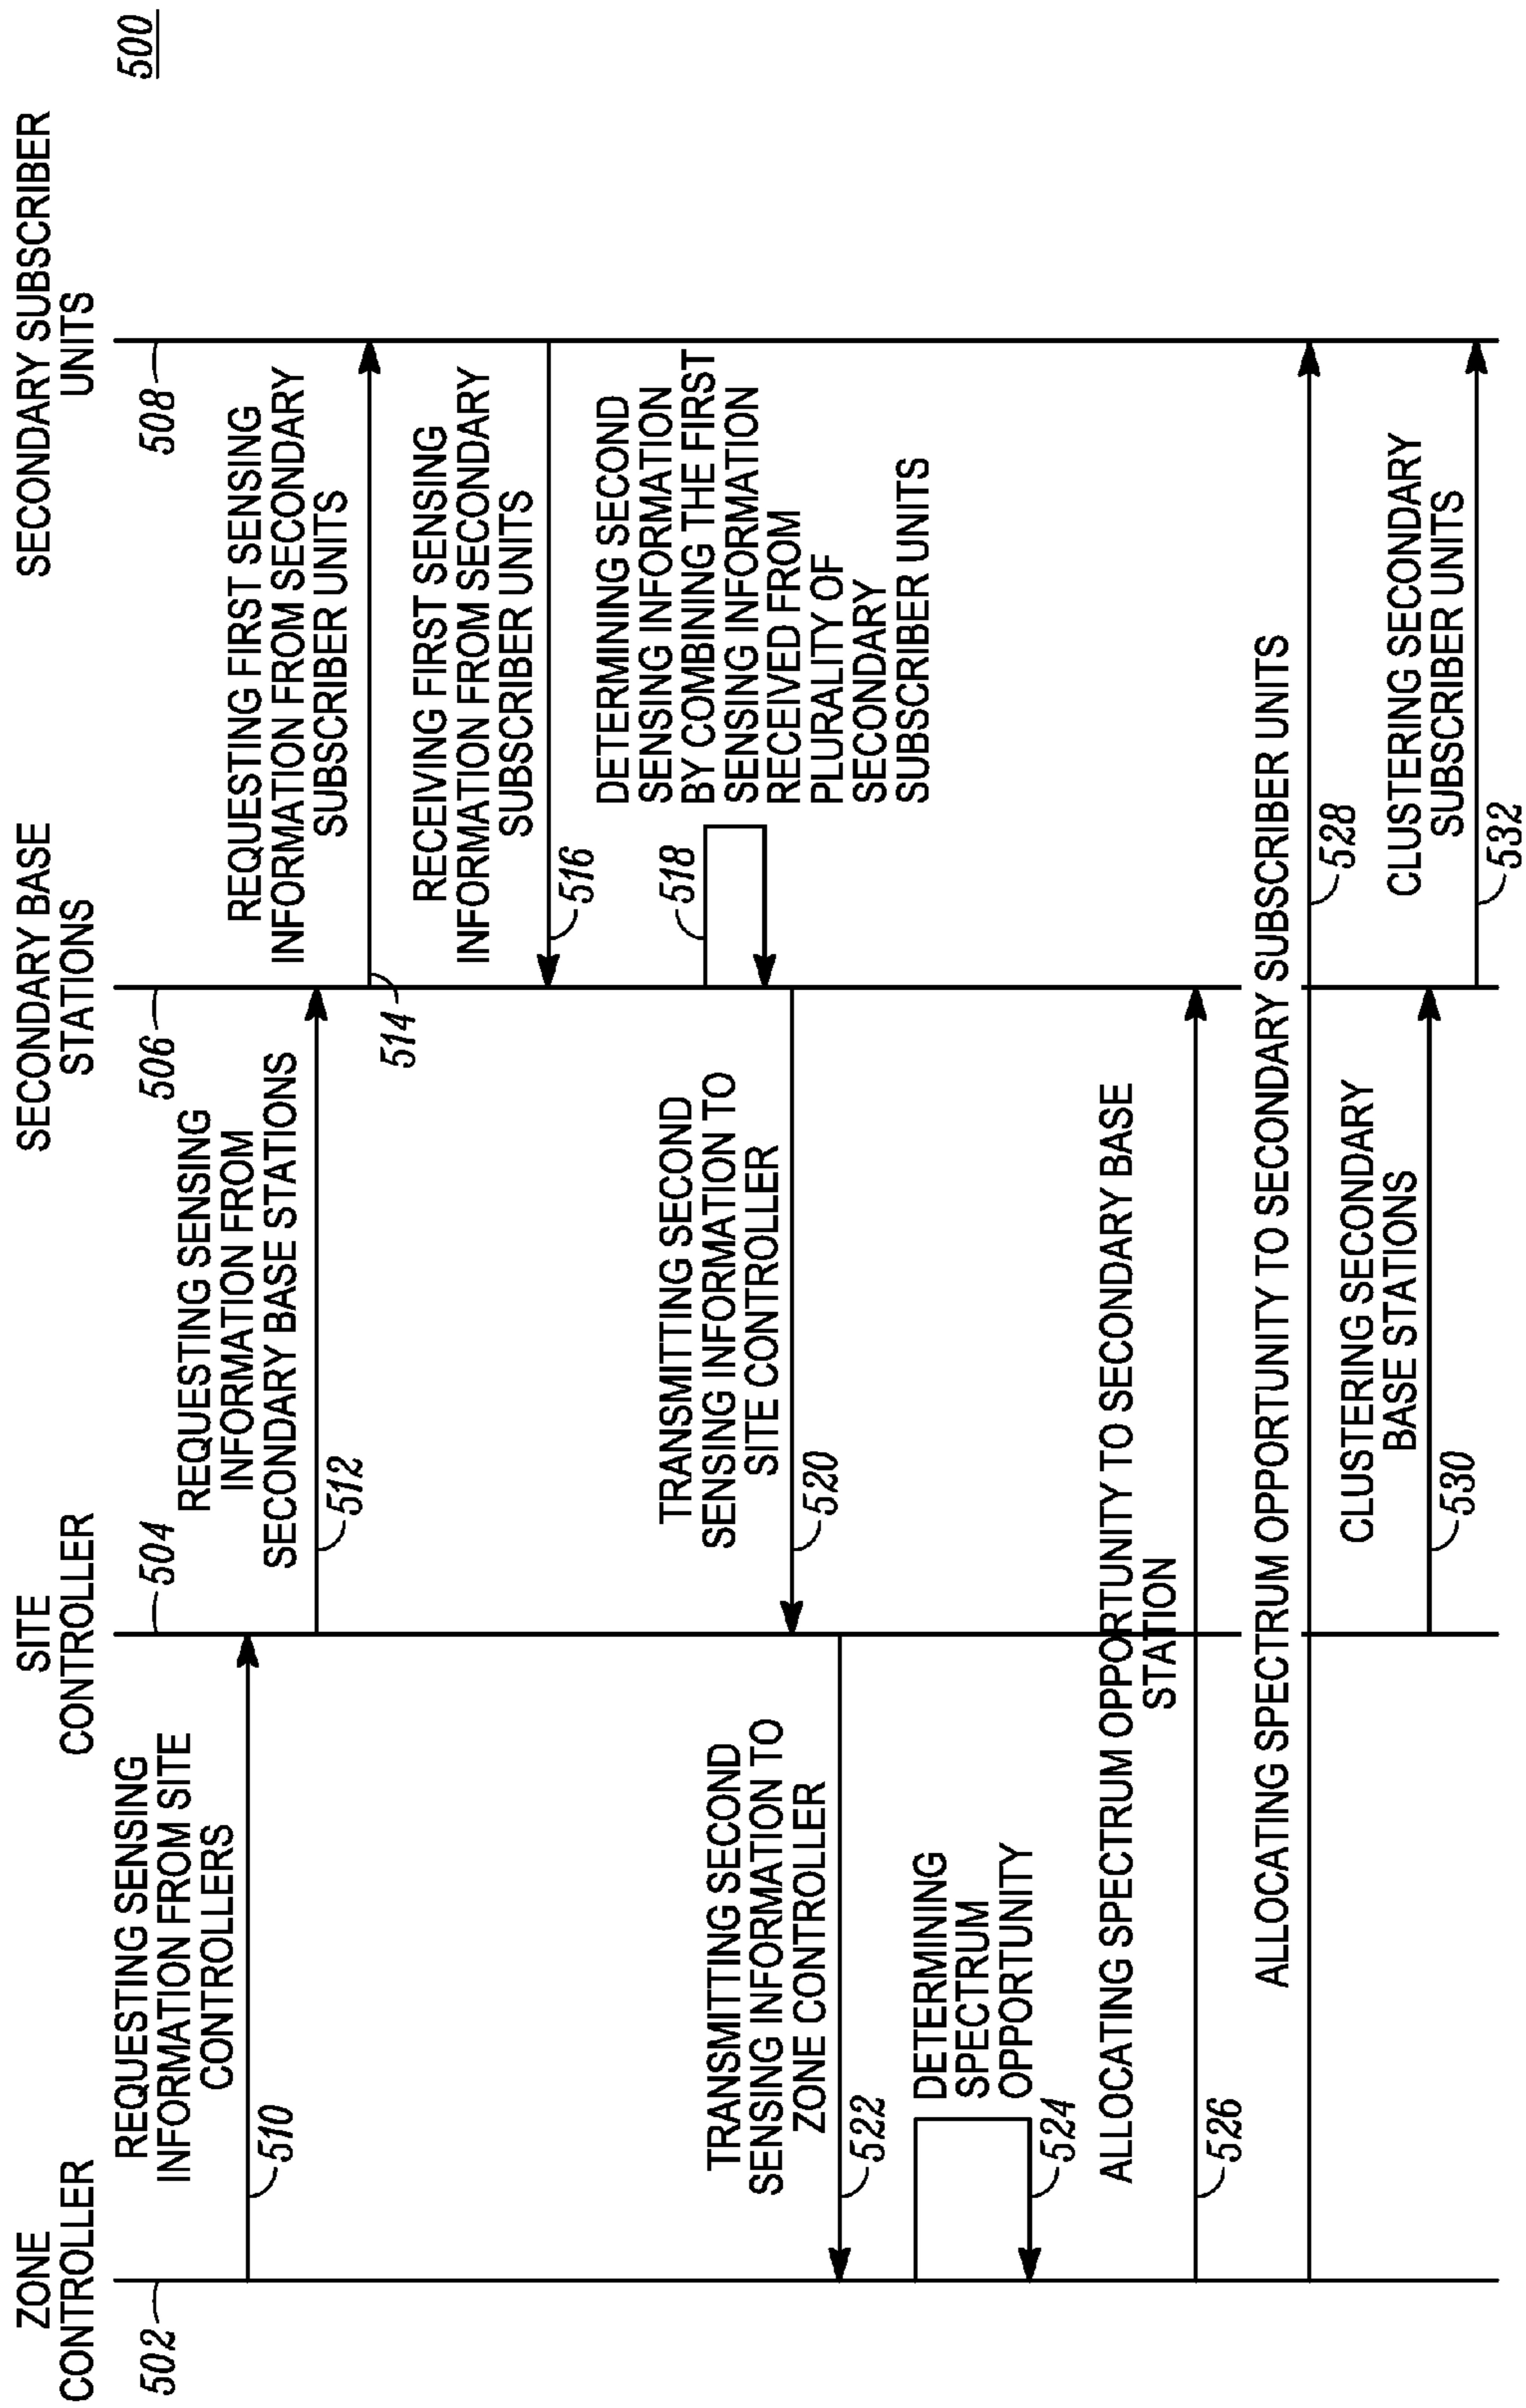 500
ZONE
CONTROLLER
SITE
CONTROLLER
SECONDARY BASE
STATIONS
SECONDARY SUBSCRIBER
UNITS
502
504
506
508
REQUESTING SENSING
INFORMATION FROM SITE
CONTROLLERS
510
REQUESTING SENSING
INFORMATION FROM
SECONDARY BASE STATIONS
512
REQUESTING FIRST SENSING
INFORMATION FROM SECONDARY
SUBSCRIBER UNITS
514
RECEIVING FIRST SENSING
INFORMATION FROM SECONDARY
SUBSCRIBER UNITS
516
DETERMINING SECOND
SENSING INFORMATION
BY COMBINING THE FIRST
SENSING INFORMATION
RECEIVED FROM
PLURALITY OF
SECONDARY
SUBSCRIBER UNITS
518
TRANSMITTING SECOND
SENSING INFORMATION TO
SITE CONTROLLER
520
TRANSMITTING SECOND
SENSING INFORMATION TO
ZONE CONTROLLER
522
DETERMINING
SPECTRUM
OPPORTUNITY
524
ALLOCATING SPECTRUM OPPORTUNITY TO SECONDARY BASE
STATION
526
ALLOCATING SPECTRUM OPPORTUNITY TO SECONDARY SUBSCRIBER UNITS
528
CLUSTERING SECONDARY
BASE STATIONS
530
CLUSTERING SECONDARY
SUBSCRIBER UNITS
532